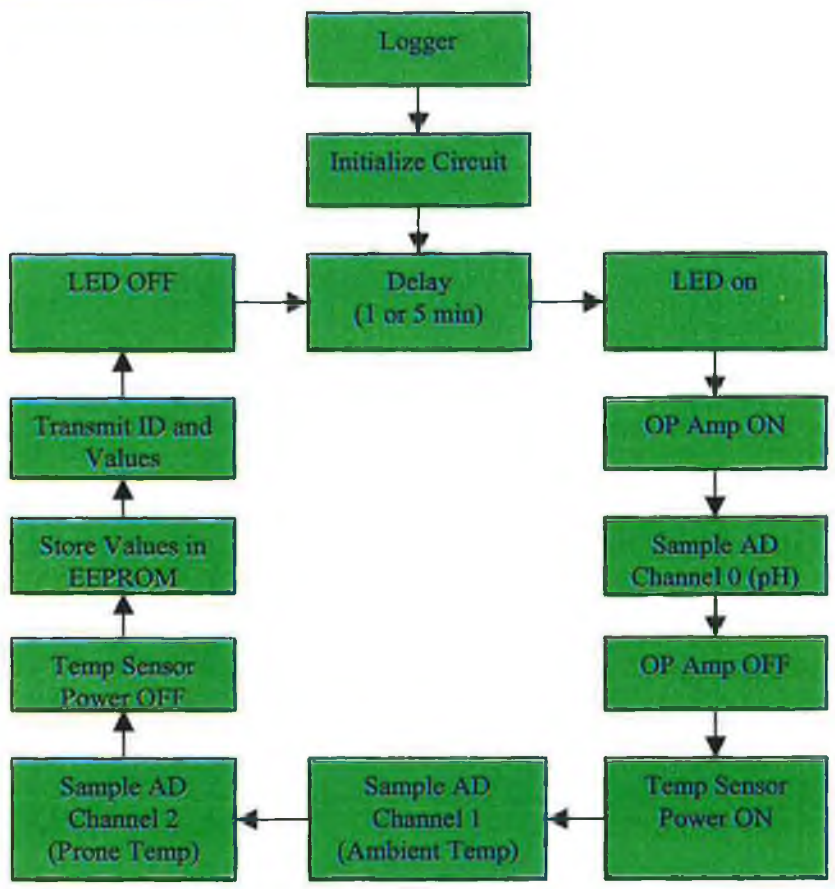 Logger
Initialize Circuit
Delay
(1 or 5 min)
LED on
OP Amp ON
Sample AD
Channel 0 (pH)
OP Amp OFF
Temp Sensor
Power ON
Sample AD
Channel 1
(Ambient Temp)
Sample AD
Channel 2
(Prone Temp)
Temp Sensor
Power OFF
Store Values in
EEPROM
Transmit ID and
Values
LED OFF